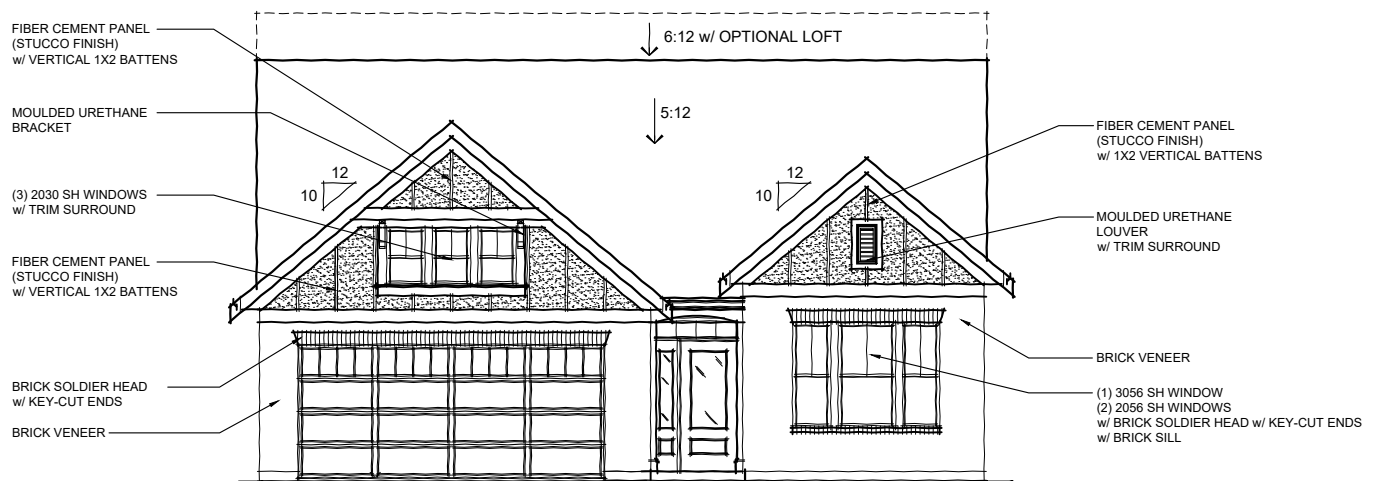 FIBER CEMENT PANEL
(STUCCO FINISH)
w/ VERTICAL 1X2 BATTENS
MOULDED URETHANE
BRACKET
(3) 2030 SH WINDOWS
w/ TRIM SURROUND
FIBER CEMENT PANEL
(STUCCO FINISH)
w/ VERTICAL 1X2 BATTENS
BRICK SOLDIER HEAD
w/ KEY-CUT ENDS
BRICK VENEER
6:12 w/ OPTIONAL LOFT
5:12
12
10
12
10
FIBER CEMENT PANEL
(STUCCO FINISH)
w/ 1X2 VERTICAL BATTENS
MOULDED URETHANE
LOUVER
w/ TRIM SURROUND
BRICK VENEER
(1) 3056 SH WINDOW
(2) 2056 SH WINDOWS
w/ BRICK SOLDIER HEAD w/ KEY-CUT ENDS
w/ BRICK SILL